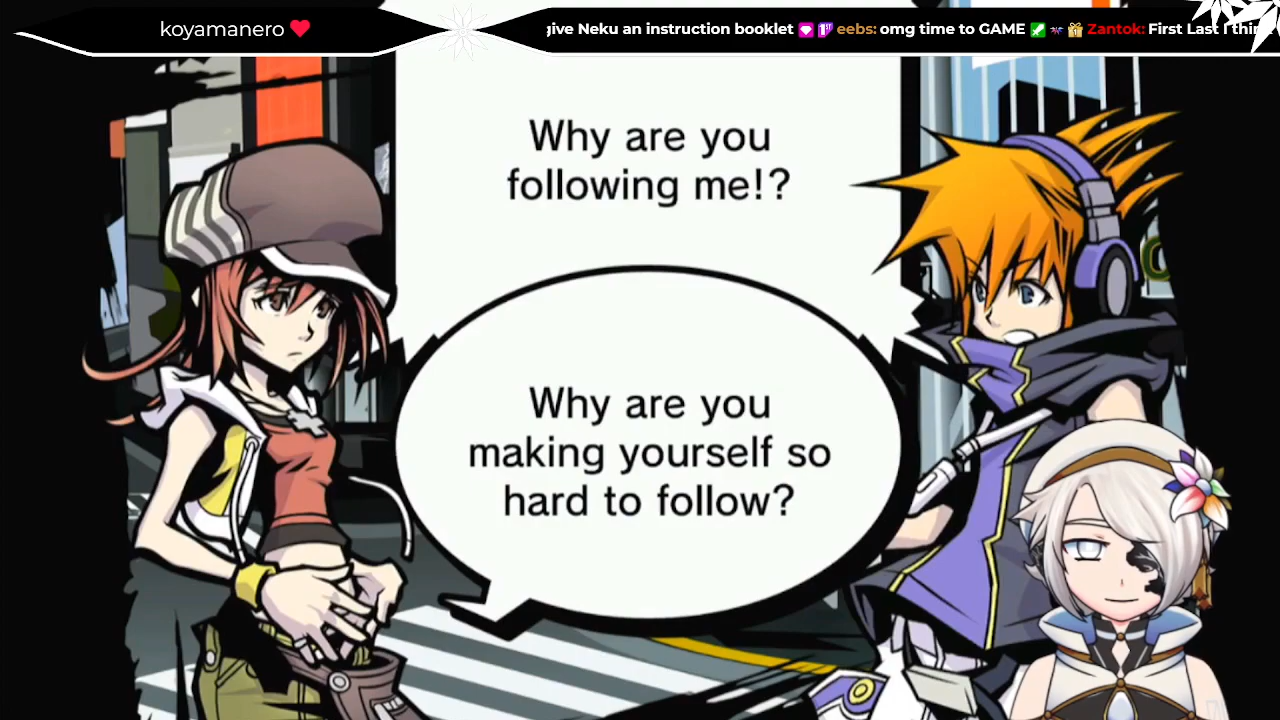 koyamanero ❤
give Neku an instruction booklet eebs: omg time to GAME Zantok: First Last I thin
Why are you
following me!?
Why are you
making yourself so
hard to follow?